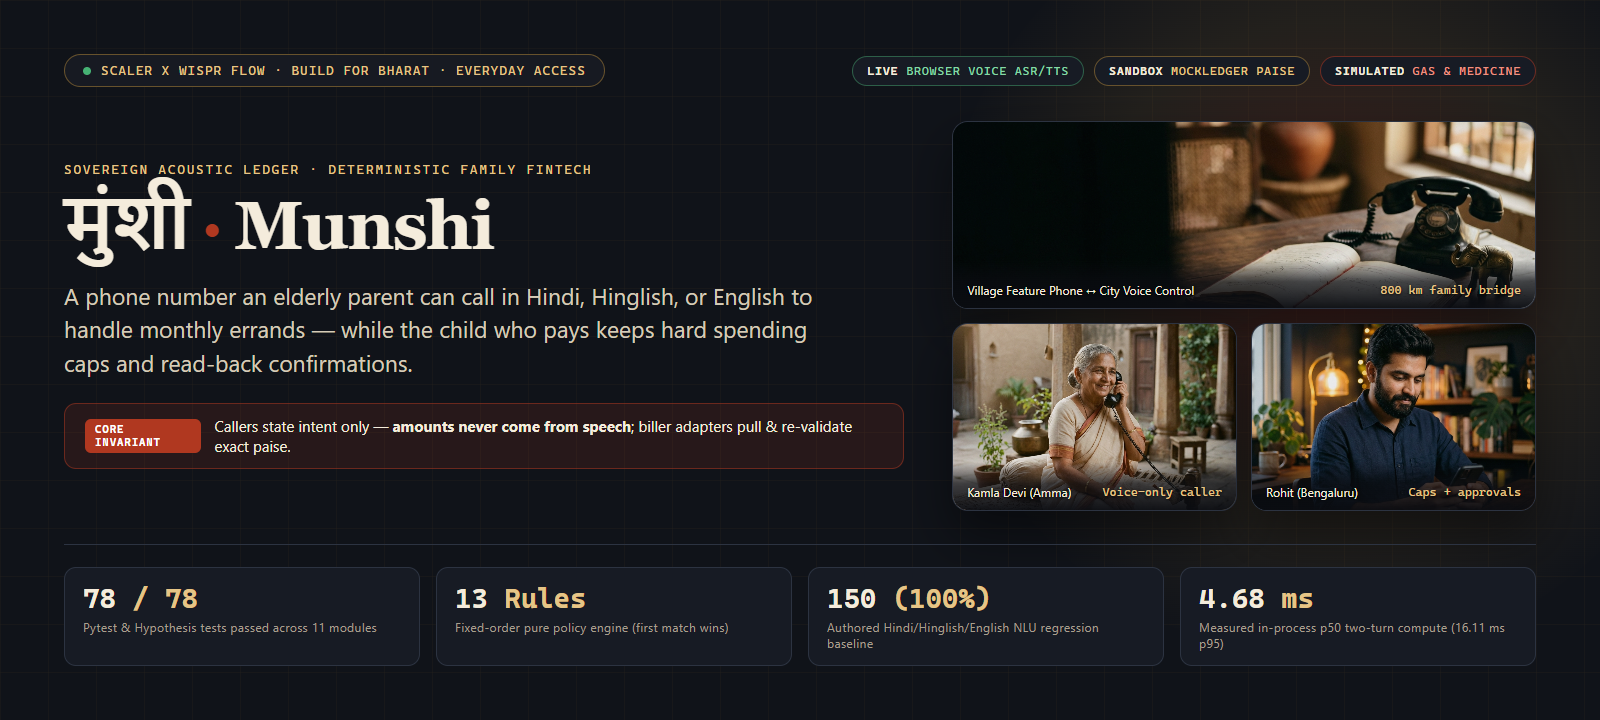 SCALER X WISPR FLOW · BUILD FOR BHARAT · EVERYDAY ACCESS
LIVE BROWSER VOICE ASR/TTS
SANDBOX MOCKLEDGER PAISE
SIMULATED GAS & MEDICINE
SOVEREIGN ACOUSTIC LEDGER · DETERMINISTIC FAMILY FINTECH
मुंशी • Munshi
A phone number an elderly parent can call in Hindi, Hinglish, or English to
handle monthly errands — while the child who pays keeps hard spending
caps and read-back confirmations.
CORE
INVARIANT
Callers state intent only — amounts never come from speech; biller adapters pull & re-validate
exact paise.
Village Feature Phone ↔ City Voice Control
800 km family bridge
Kamla Devi (Amma)
Voice-only caller
Rohit (Bengaluru)
Caps + approvals
78 / 78
Pytest & Hypothesis tests passed across 11 modules
13 Rules
Fixed-order pure policy engine (first match wins)
150 (100%)
Authored Hindi/Hinglish/English NLU regression
baseline
4.68 ms
Measured in-process p50 two-turn compute (16.11 ms
p95)